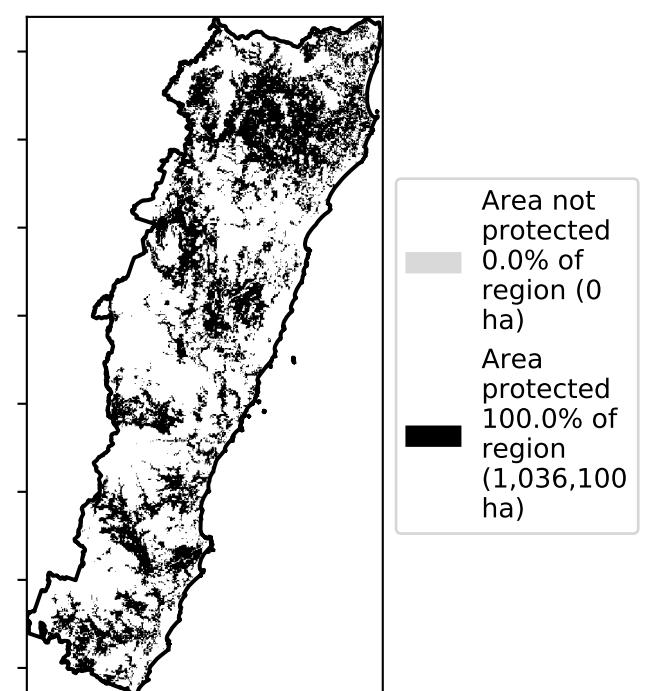 Area not
protected
0.0% of
region (0
ha)
Area
protected
100.0% of
region
(1,036,100
ha)